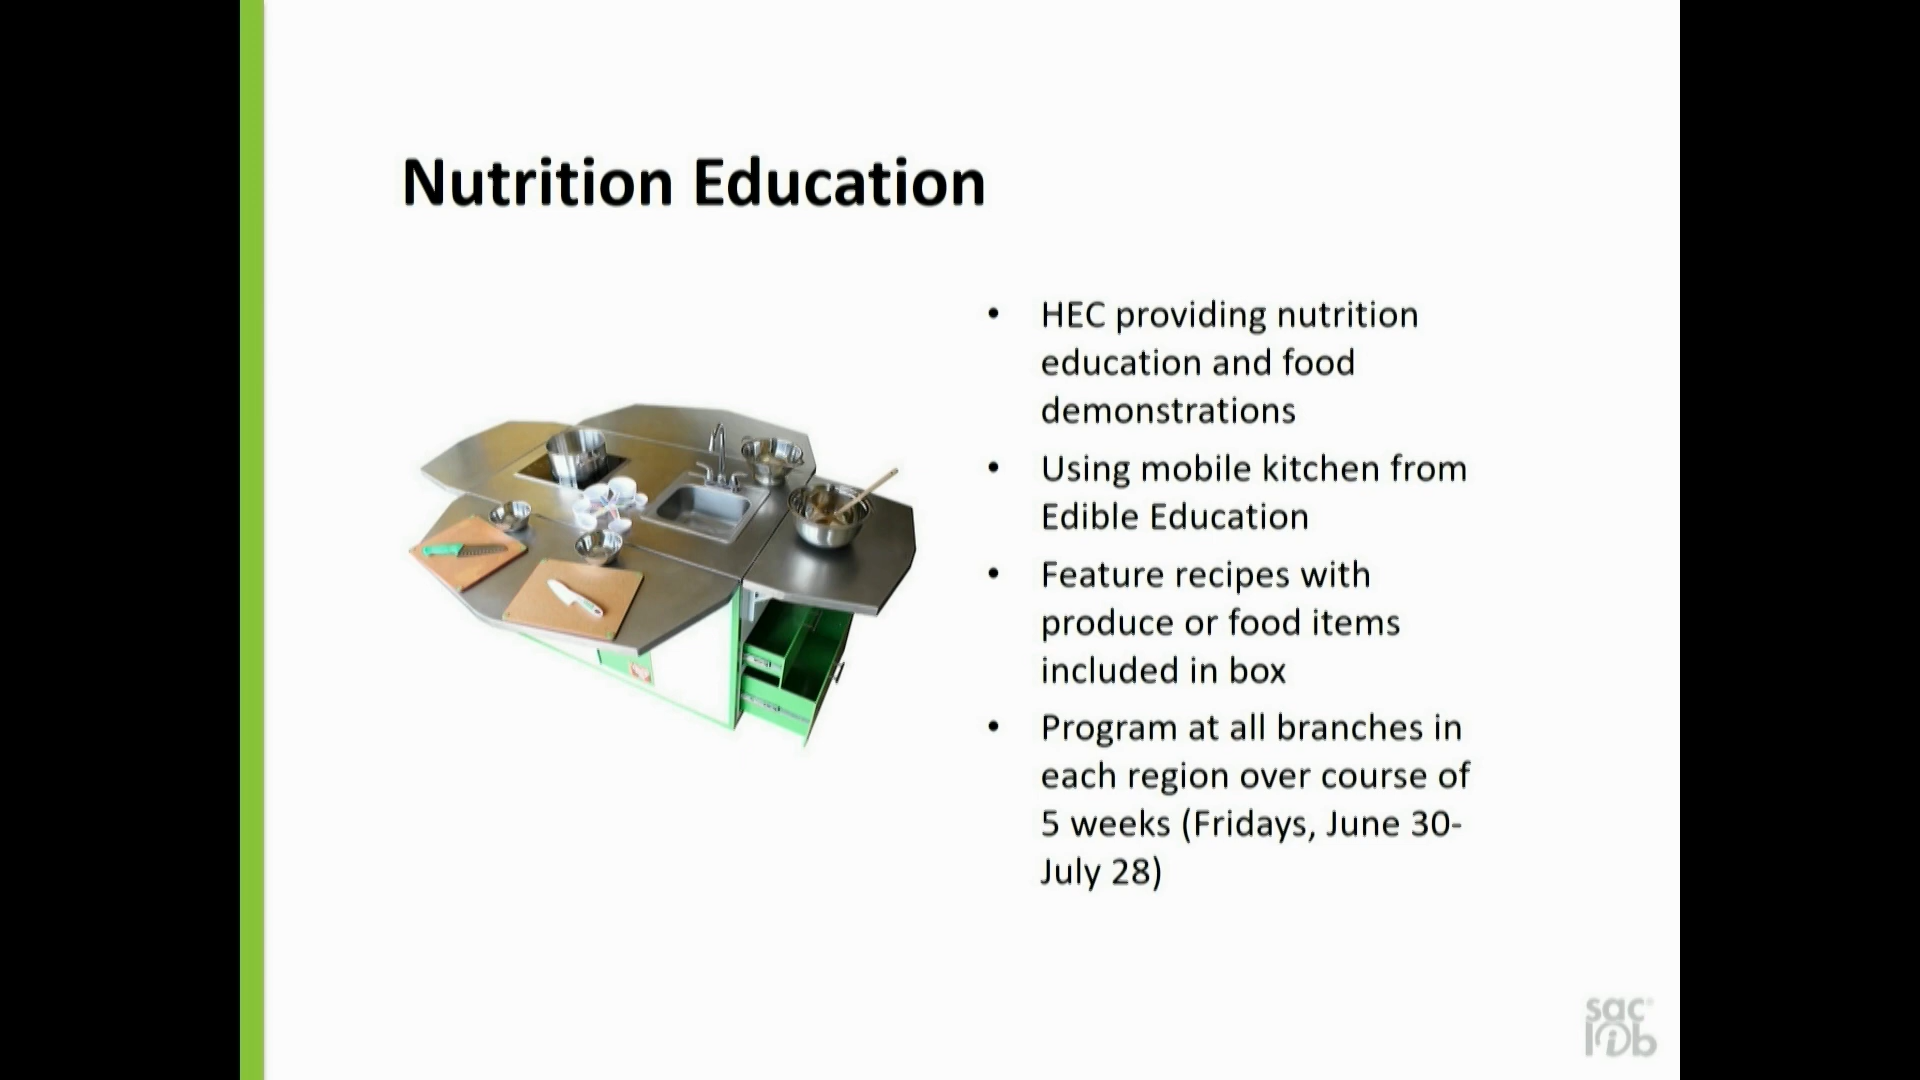 Nutrition Education
• HEC providing nutrition
education and food
demonstrations
• Using mobile kitchen from
Edible Education
• Feature recipes with
produce or food items
included in box
• Program at all branches in
each region over course of
5 weeks (Fridays, June 30-
July 28)
sac
lib